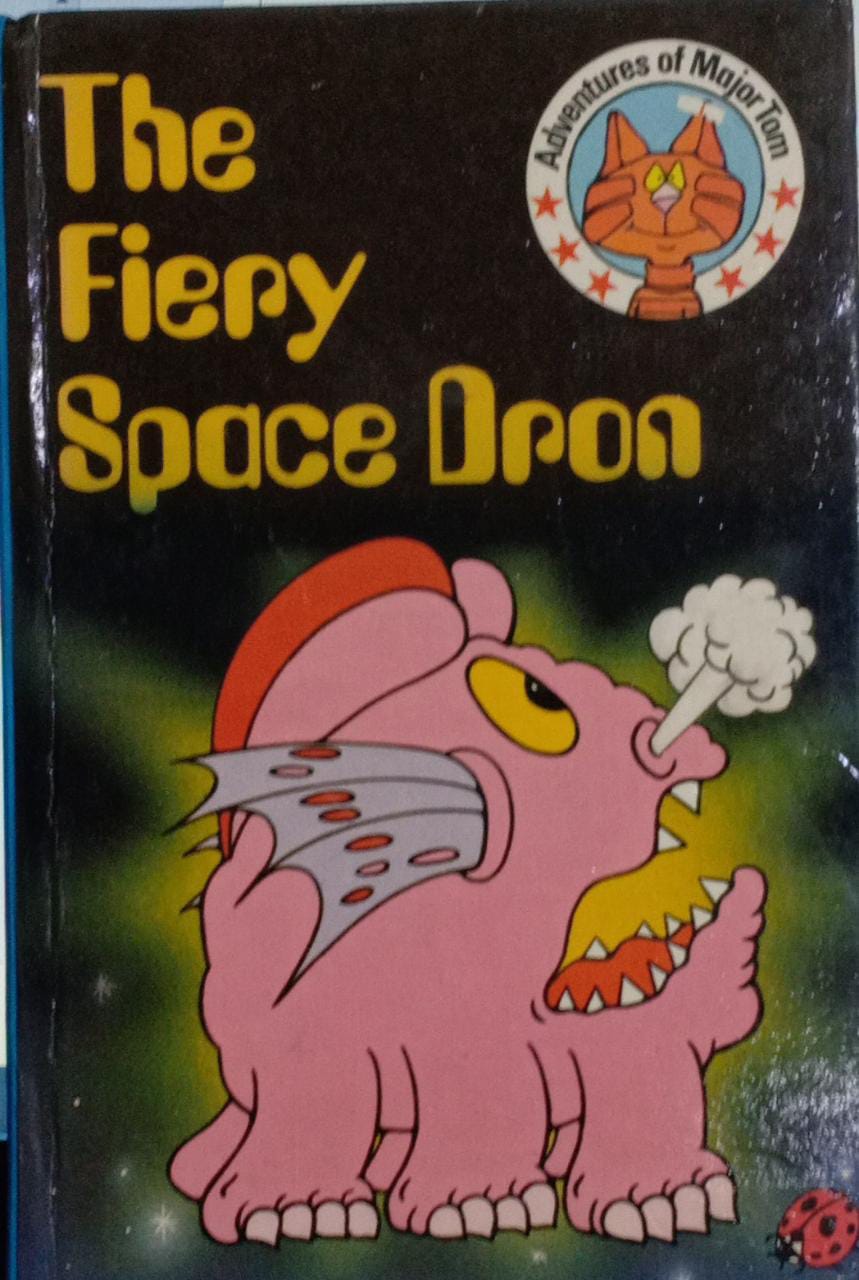 The
Fiery
Space Dron
Adventures of Major Tom